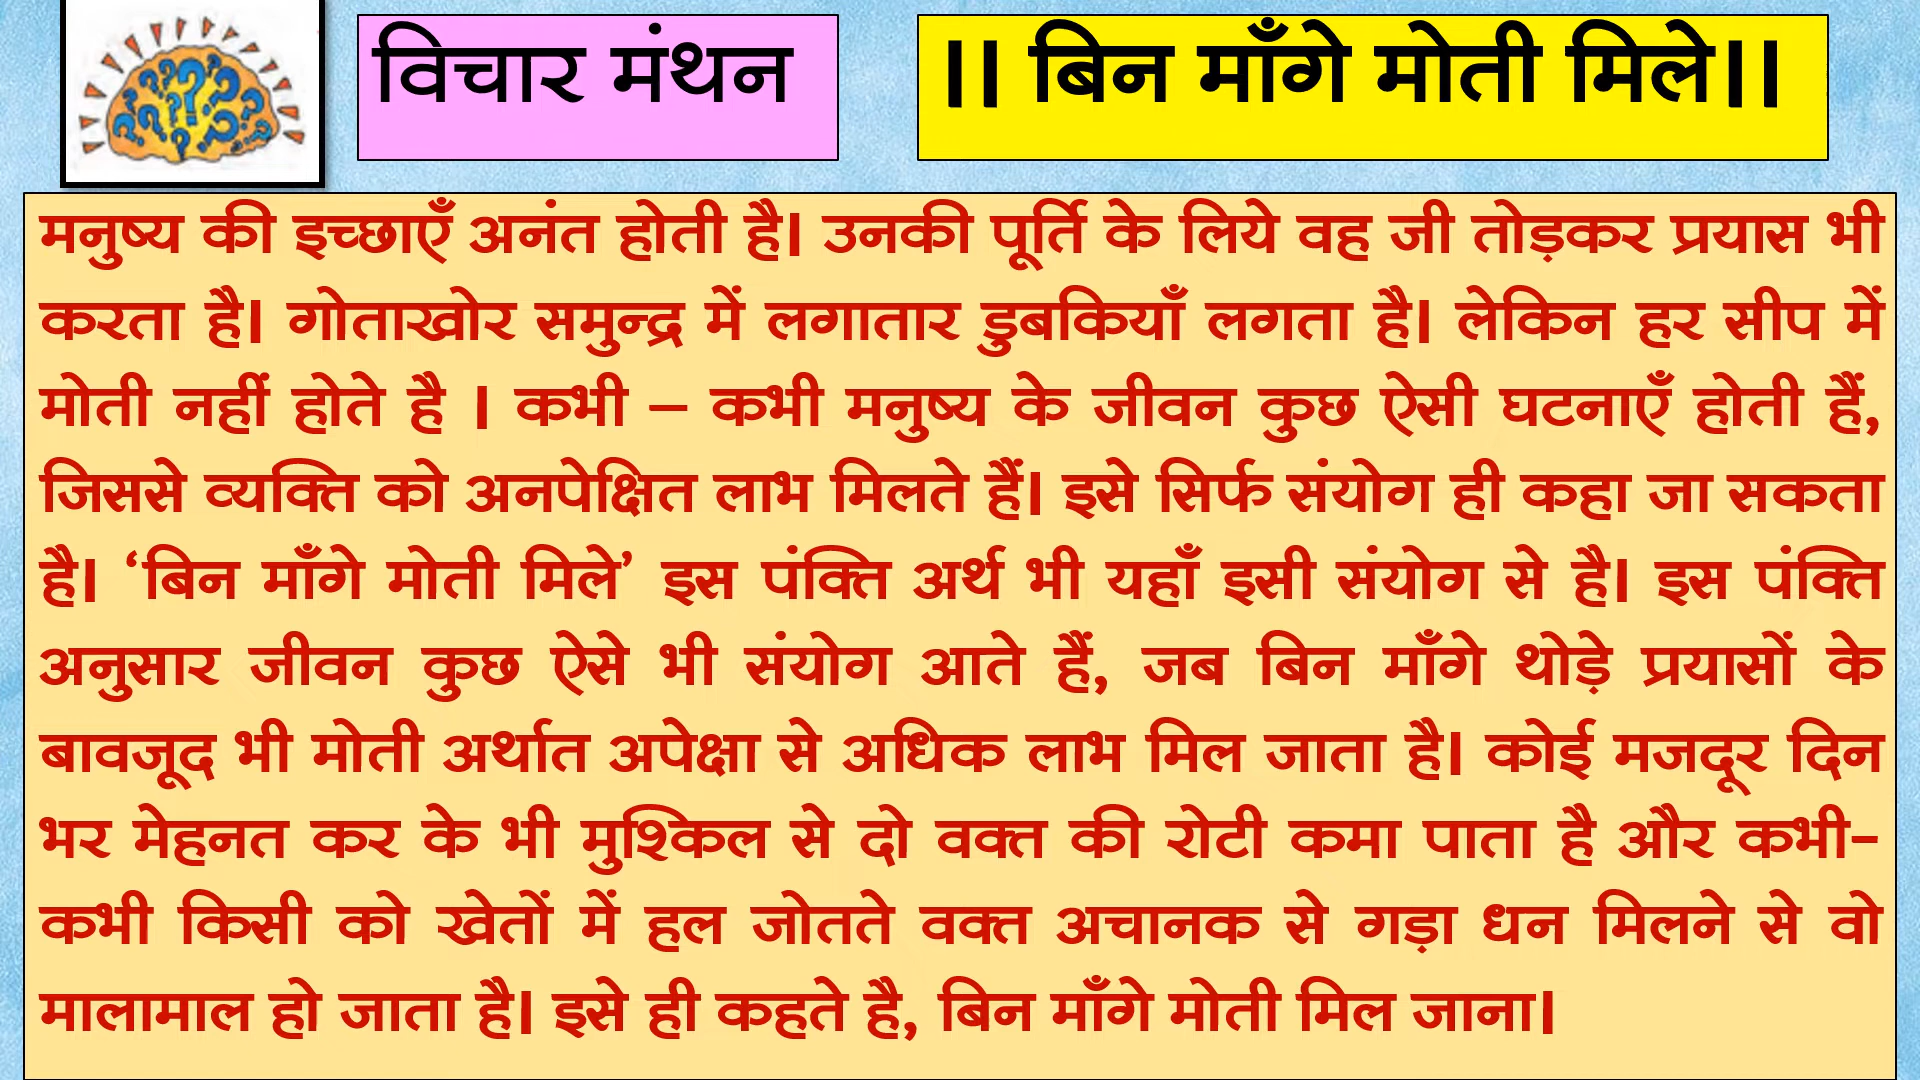 विचार मंथन
।। बिन माँगे मोती मिले।।
मनुष्य की इच्छाएँ अनंत होती है। उनकी पूर्ति के लिये वह जी तोड़कर प्रयास भी
करता है। गोताखोर समुन्द्र में लगातार डुबकियाँ लगता है। लेकिन हर सीप में
मोती नहीं होते है । कभी – कभी मनुष्य के जीवन कुछ ऐसी घटनाएँ होती हैं,
जिससे व्यक्ति को अनपेक्षित लाभ मिलते हैं। इसे सिर्फ संयोग ही कहा जा सकता
है। ‘बिन माँगे मोती मिले’ इस पंक्ति अर्थ भी यहाँ इसी संयोग से है। इस पंक्ति
अनुसार जीवन कुछ ऐसे भी संयोग आते हैं, जब बिन माँगे थोड़े प्रयासों के
बावजूद भी मोती अर्थात अपेक्षा से अधिक लाभ मिल जाता है। कोई मजदूर दिन
भर मेहनत कर के भी मुश्किल से दो वक्त की रोटी कमा पाता है और कभी-
कभी किसी को खेतों में हल जोतते वक्त अचानक से गड़ा धन मिलने से वो
मालामाल हो जाता है। इसे ही कहते है, बिन माँगे मोती मिल जाना।